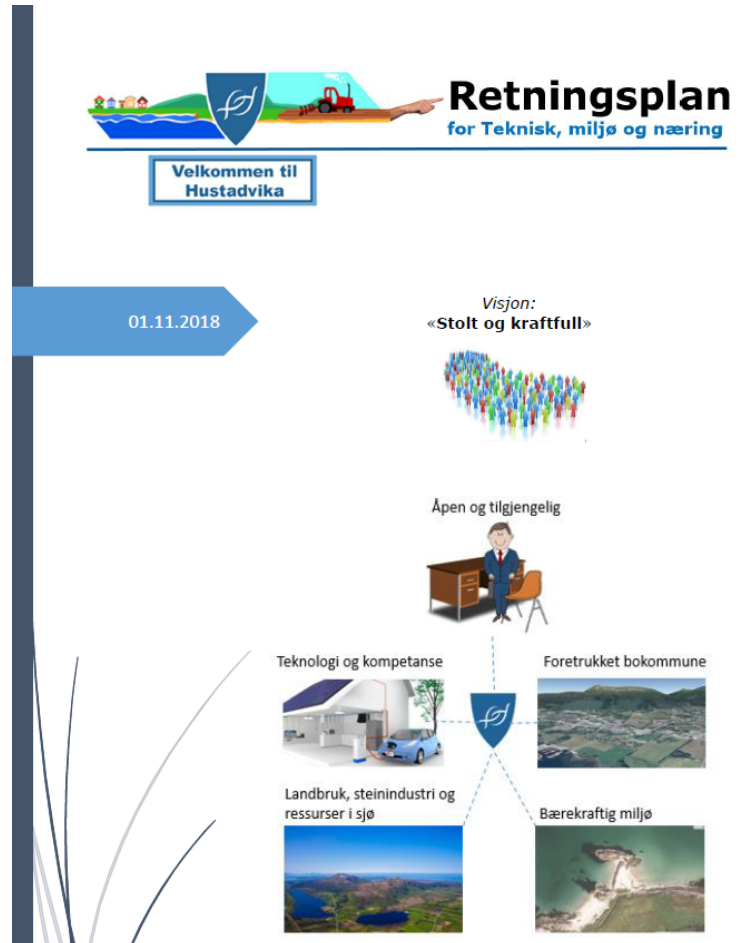 Retningsplan
for Teknisk, miljø og næring
Velkommen til
Hustadvika
01.11.2018
Visjon:
«Stolt og kraftfull»
Åpen og tilgjengelig
Teknologi og kompetanse
Foretrukket bokommune
Landbruk, steinindustri og
ressurser i sjø
Bærekraftig miljø